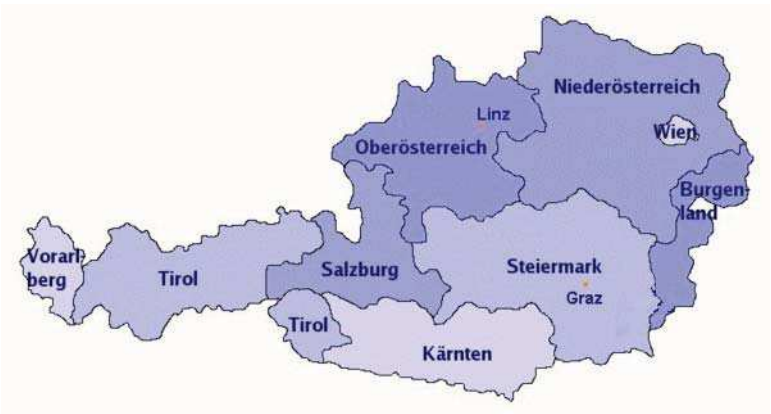 Niederösterreich
Linz
Wien
Oberösterreich
Burgen-
land
Vorarl-
berg
Tirol
Salzburg
Steiermark
Graz
Tirol
Kärnten